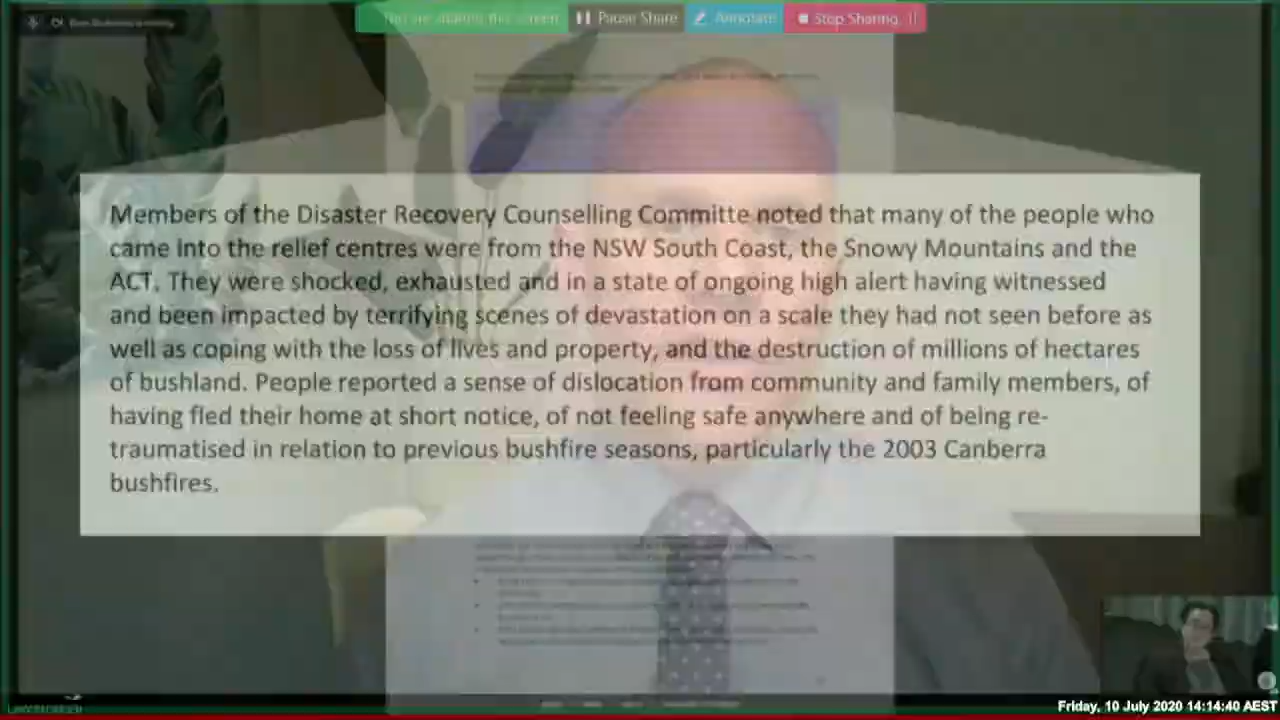 You are sharing this screen
Pause Share
Annotate
Stop Sharing
Members of the Disaster Recovery Counselling Committe noted that many of the people who
came into the relief centres were from the NSW South Coast, the Snowy Mountains and the
ACT. They were shocked, exhausted and in a state of ongoing high alert having witnessed
and been impacted by terrifying scenes of devastation on a scale they had not seen before as
well as coping with the loss of lives and property, and the destruction of millions of hectares
of bushland. People reported a sense of dislocation from community and family members, of
having fled their home at short notice, of not feeling safe anywhere and of being re-
traumatised in relation to previous bushfire seasons, particularly the 2003 Canberra
bushfires.
Friday, 10 July 2020 14:14:40 AEST